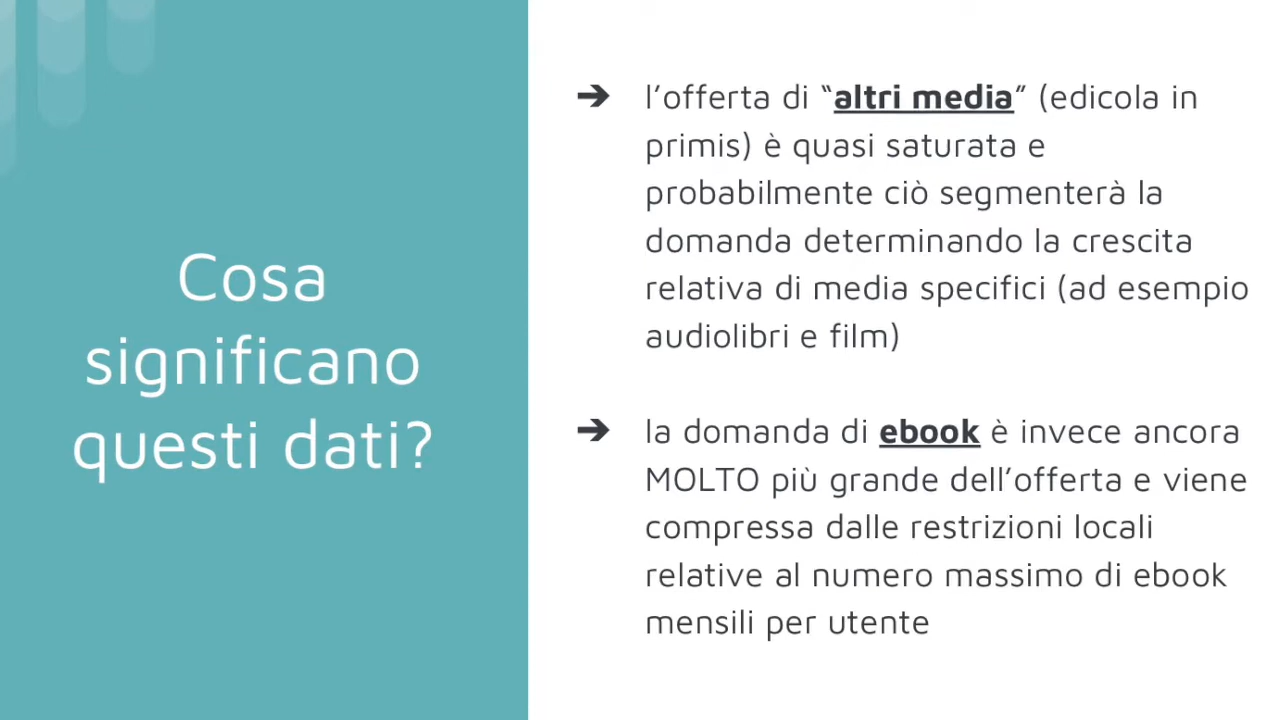 Cosa
significano
questi dati?
➔ l’offerta di “altri media” (edicola in
primis) è quasi saturata e
probabilmente ciò segmenterà la
domanda determinando la crescita
relativa di media specifici (ad esempio
audiolibri e film)
➔ la domanda di ebook è invece ancora
MOLTO più grande dell’offerta e viene
compressa dalle restrizioni locali
relative al numero massimo di ebook
mensili per utente